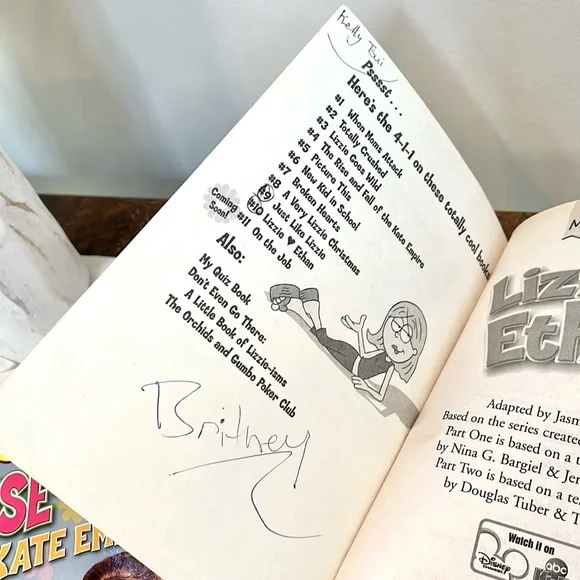 Kelly Tsui
Psssst...
Here's the 4-1-1 on these totally cool books
#1 When Moms Attack
#2 Totally Crushed
#3 Lizzie Goes Wild
#4 The Rise and Fall of the Kate Empire
#5 Picture This
#6 New Kid in School
#7 Broken Hearts
#8 A Very Lizzie Christmas
#9 Just Like Lizzie
#10 Lizzie ♥ Ethan
Coming Soon! #11 On the Job
Also:
My Quiz Book
Don't Even Go There:
A Little Book of Lizzie-isms
The Orchids and Gumbo Poker Club
Britney
Lizz
Eth
Adapted by Jasm
Based on the series created
Part One is based on a t
by Nina G. Bargiel & Jer
Part Two is based on a te
by Douglas Tuber & T
Watch it on
Disney
abc
SE
KATE EM